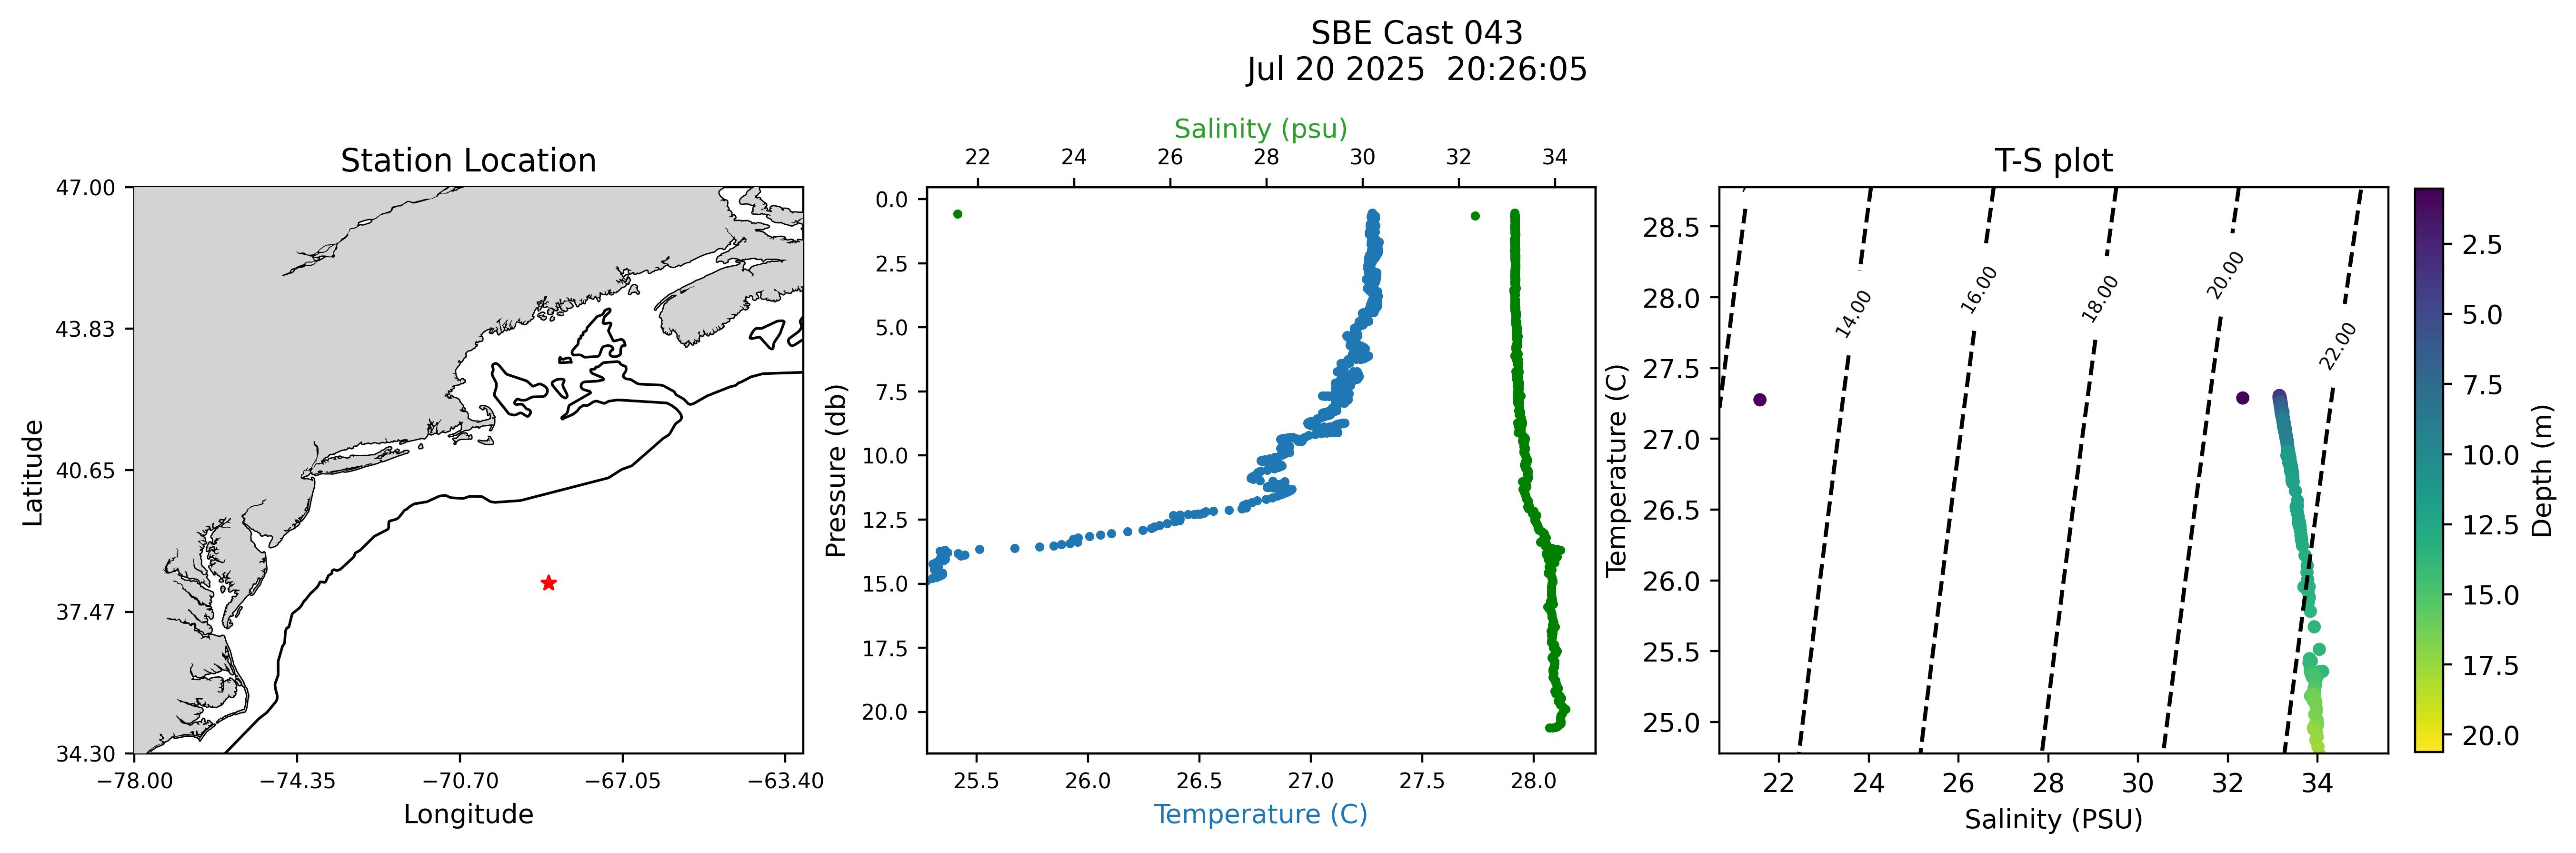 SBE Cast 043
Jul 20 2025  20:26:05
Station Location
47.00
43.83
40.65
37.47
34.30
Latitude
−78.00 −74.35 −70.70 −67.05 −63.40
Longitude
Salinity (psu)
22 24 26 28 30 32 34
0.0
2.5
5.0
7.5
10.0
12.5
15.0
17.5
20.0
Pressure (db)
25.5 26.0 26.5 27.0 27.5 28.0
Temperature (C)
T-S plot
28.5
28.0
27.5
27.0
26.5
26.0
25.5
25.0
Temperature (C)
14.00
16.00
18.00
20.00
22.00
22 24 26 28 30 32 34
Salinity (PSU)
2.5
5.0
7.5
10.0
12.5
15.0
17.5
20.0
Depth (m)